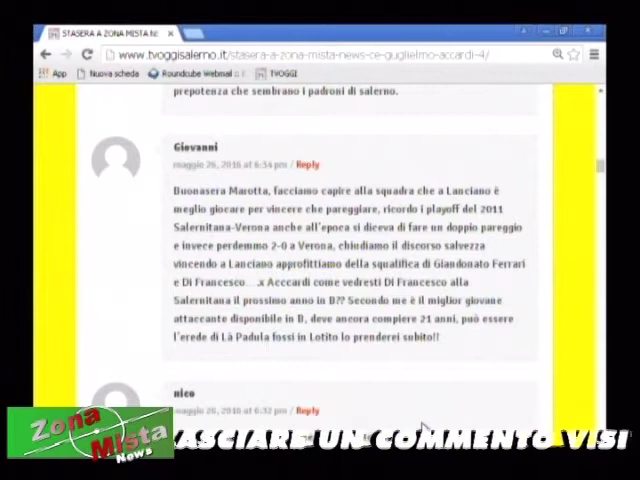 STASERA A ZONA MISTA NE
www.tvoggisalerno.it/stasera-a-zona-mista-news-ce-guglielmo-accardi-4/
App Nuova scheda Roundcube Webmail TVOGGI
prepotenza che sembrano i padroni di salerno.
Giovanni
maggio 26, 2016 at 6:34 pm / Reply
Buonasera Marotta, facciamo capire alla squadra che a Lanciano è
meglio giocare per vincere che pareggiare, ricordo i playoff del 2011
Salernitana-Verona anche all'epoca si diceva di fare un doppio pareggio
e invece perdemmo 2-0 a Verona, chiudiamo il discorso salvezza
vincendo a Lanciano approfittiamo della squalifica di Giandonato Ferrari
e Di Francesco....x Acccardi come vedresti Di Francesco alla
Salernitana il prossimo anno in B?? Secondo me è il miglior giovane
attaccante disponibile in B, deve ancora compiere 21 anni, può essere
l'erede di Là Padula fossi in Lotito lo prenderei subito!!
nico
maggio 26, 2016 at 6:32 pm / Reply
Zona
Mista
News
ASCIARE UN COMMENTO VISI